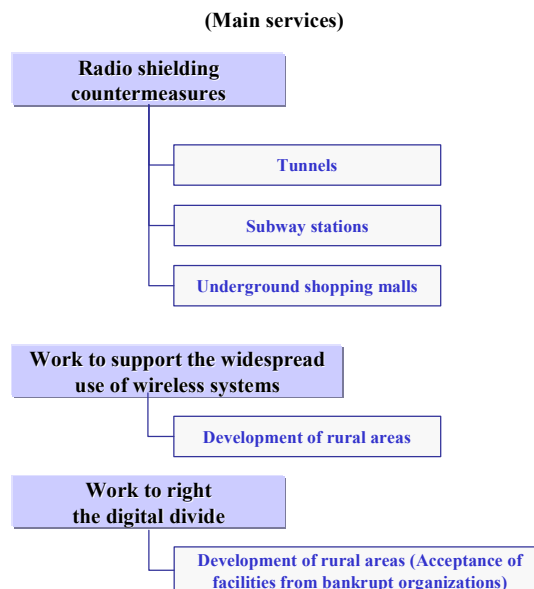 (Main services)
Radio shielding
countermeasures
Tunnels
Subway stations
Underground shopping malls
Work to support the widespread
use of wireless systems
Development of rural areas
Work to right
the digital divide
Development of rural areas (Acceptance of
facilities from bankrupt organizations)